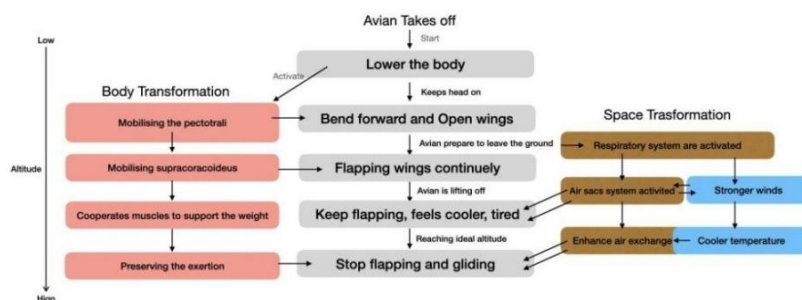 Avian Takes off
Low
Start
Lower the body
Activate
Body Transformation
Keeps head on
Space Trasformation
Mobilising the pectotrali
Bend forward and Open wings
Avian prepare to leave the ground
Respiratory system are activated
Altitude
Mobilising supracoracoideus
Flapping wings continuely
Avian is lifting off
Air sacs system activited
Stronger winds
Cooperates muscles to support the weight
Keep flapping, feels cooler, tired
Reaching ideal altitude
Enhance air exchange
Cooler temperature
Preserving the exertion
Stop flapping and gliding
Hign